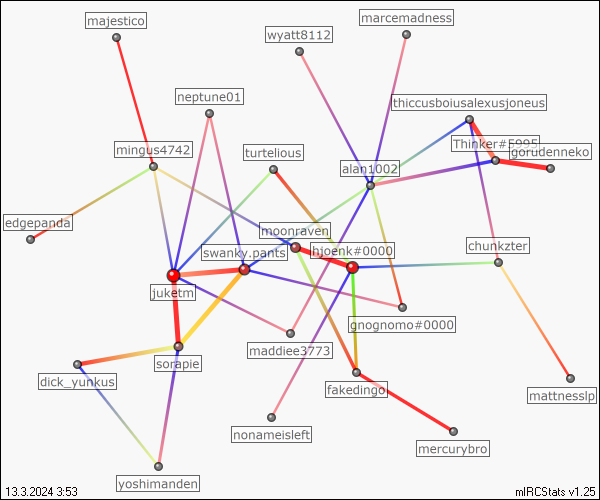 majestico
marcemadness
wyatt8112
neptune01
thiccusboiusalexusjoneus
Thinker#5995
gorudenneko
mingus4742
turtelious
alan1002
edgepanda
moonraven
swanky.pants
hjoenk#0000
chunkzter
juketm
gnognomo#0000
maddiee3773
sorapie
dick_yunkus
fakedingo
mattnesslp
nonameisleft
mercurybro
yoshimanden
13.3.2024 3:53
mIRCStats v1.25